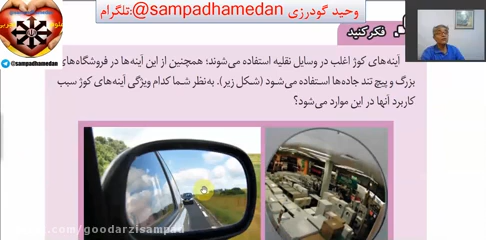 وحید گودرزی sampadhamedan@:تلگرام
فکر کنید
آینه‌های کوژ اغلب در وسایل نقلیه استفاده می‌شوند؛ همچنین از این آینه‌ها در فروشگاه‌های
بزرگ و پیچ تند جاده‌ها استفاده می‌شود (شکل زیر). به‌نظر شما کدام ویژگی آینه‌های کوژ سبب
کاربرد آنها در این موارد می‌شود؟
aparat.com/goodarzisampad